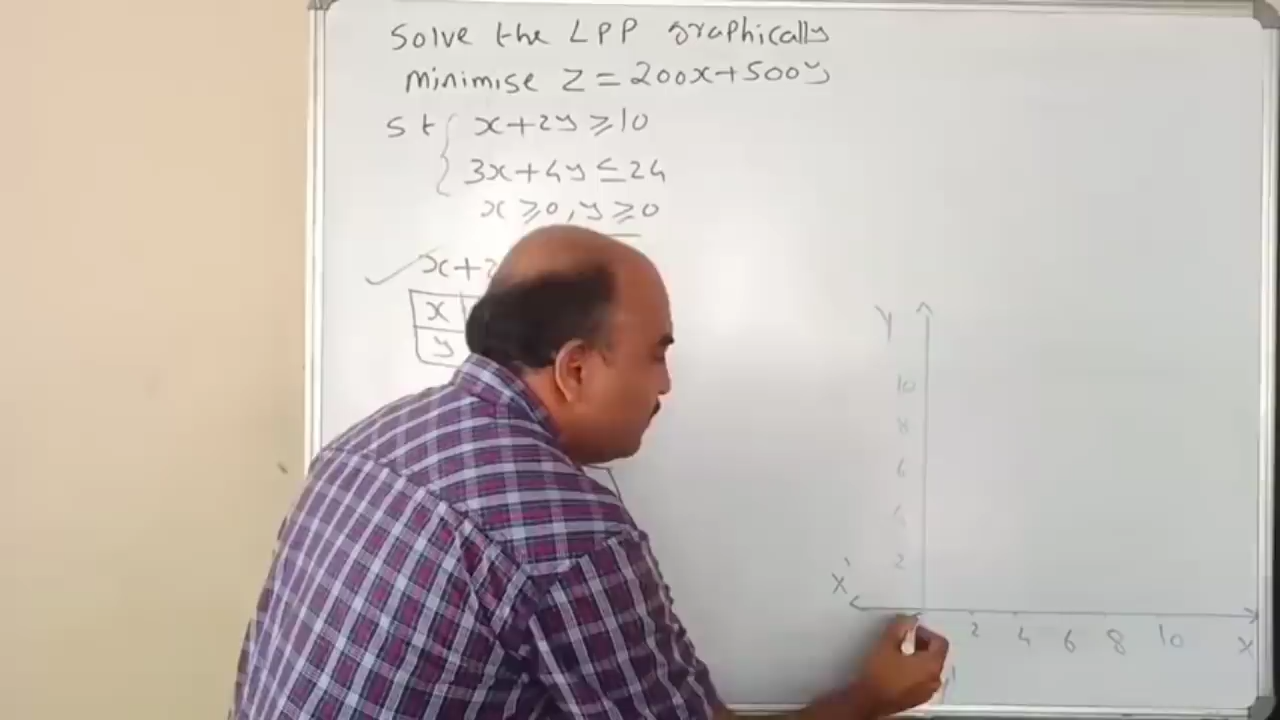 Solve the LPP graphically
Minimise Z = 200x + 500y
St x + 2y ≥ 10
3x + 4y ≤ 24
x ≥ 0, y ≥ 0
x +
x
y
Y
10
8
6
4
2
X'
2 4 6 8 10
X